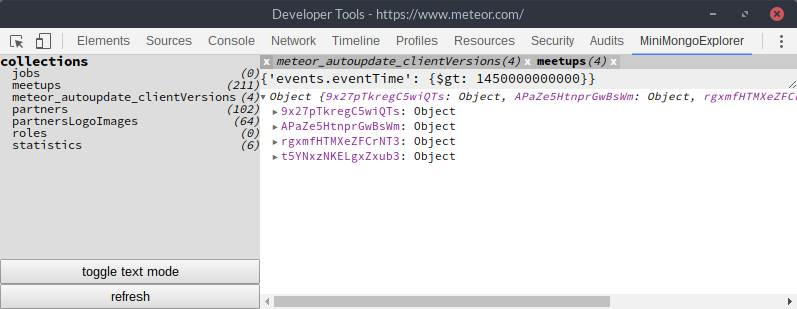 Developer Tools - https://www.meteor.com/
Elements Sources Console Network Timeline Profiles Resources Security Audits MiniMongoExplorer
collections
jobs (0)
meetups (211)
meteor_autoupdate_clientVersions (4)
partners (102)
partnersLogoImages (64)
roles (0)
statistics (6)
toggle text mode
refresh
x meteor_autoupdate_clientVersions(4) x meetups(4) x
{'events.eventTime': {$gt: 1450000000000}}
Object {9x27pTkregC5wiQTs: Object, APaZe5HtnprGwBsWm: Object, rgxmfHTMXeZFC
9x27pTkregC5wiQTs: Object
APaZe5HtnprGwBsWm: Object
rgxmfHTMXeZFCrNT3: Object
t5YNxzNKELgxZxub3: Object